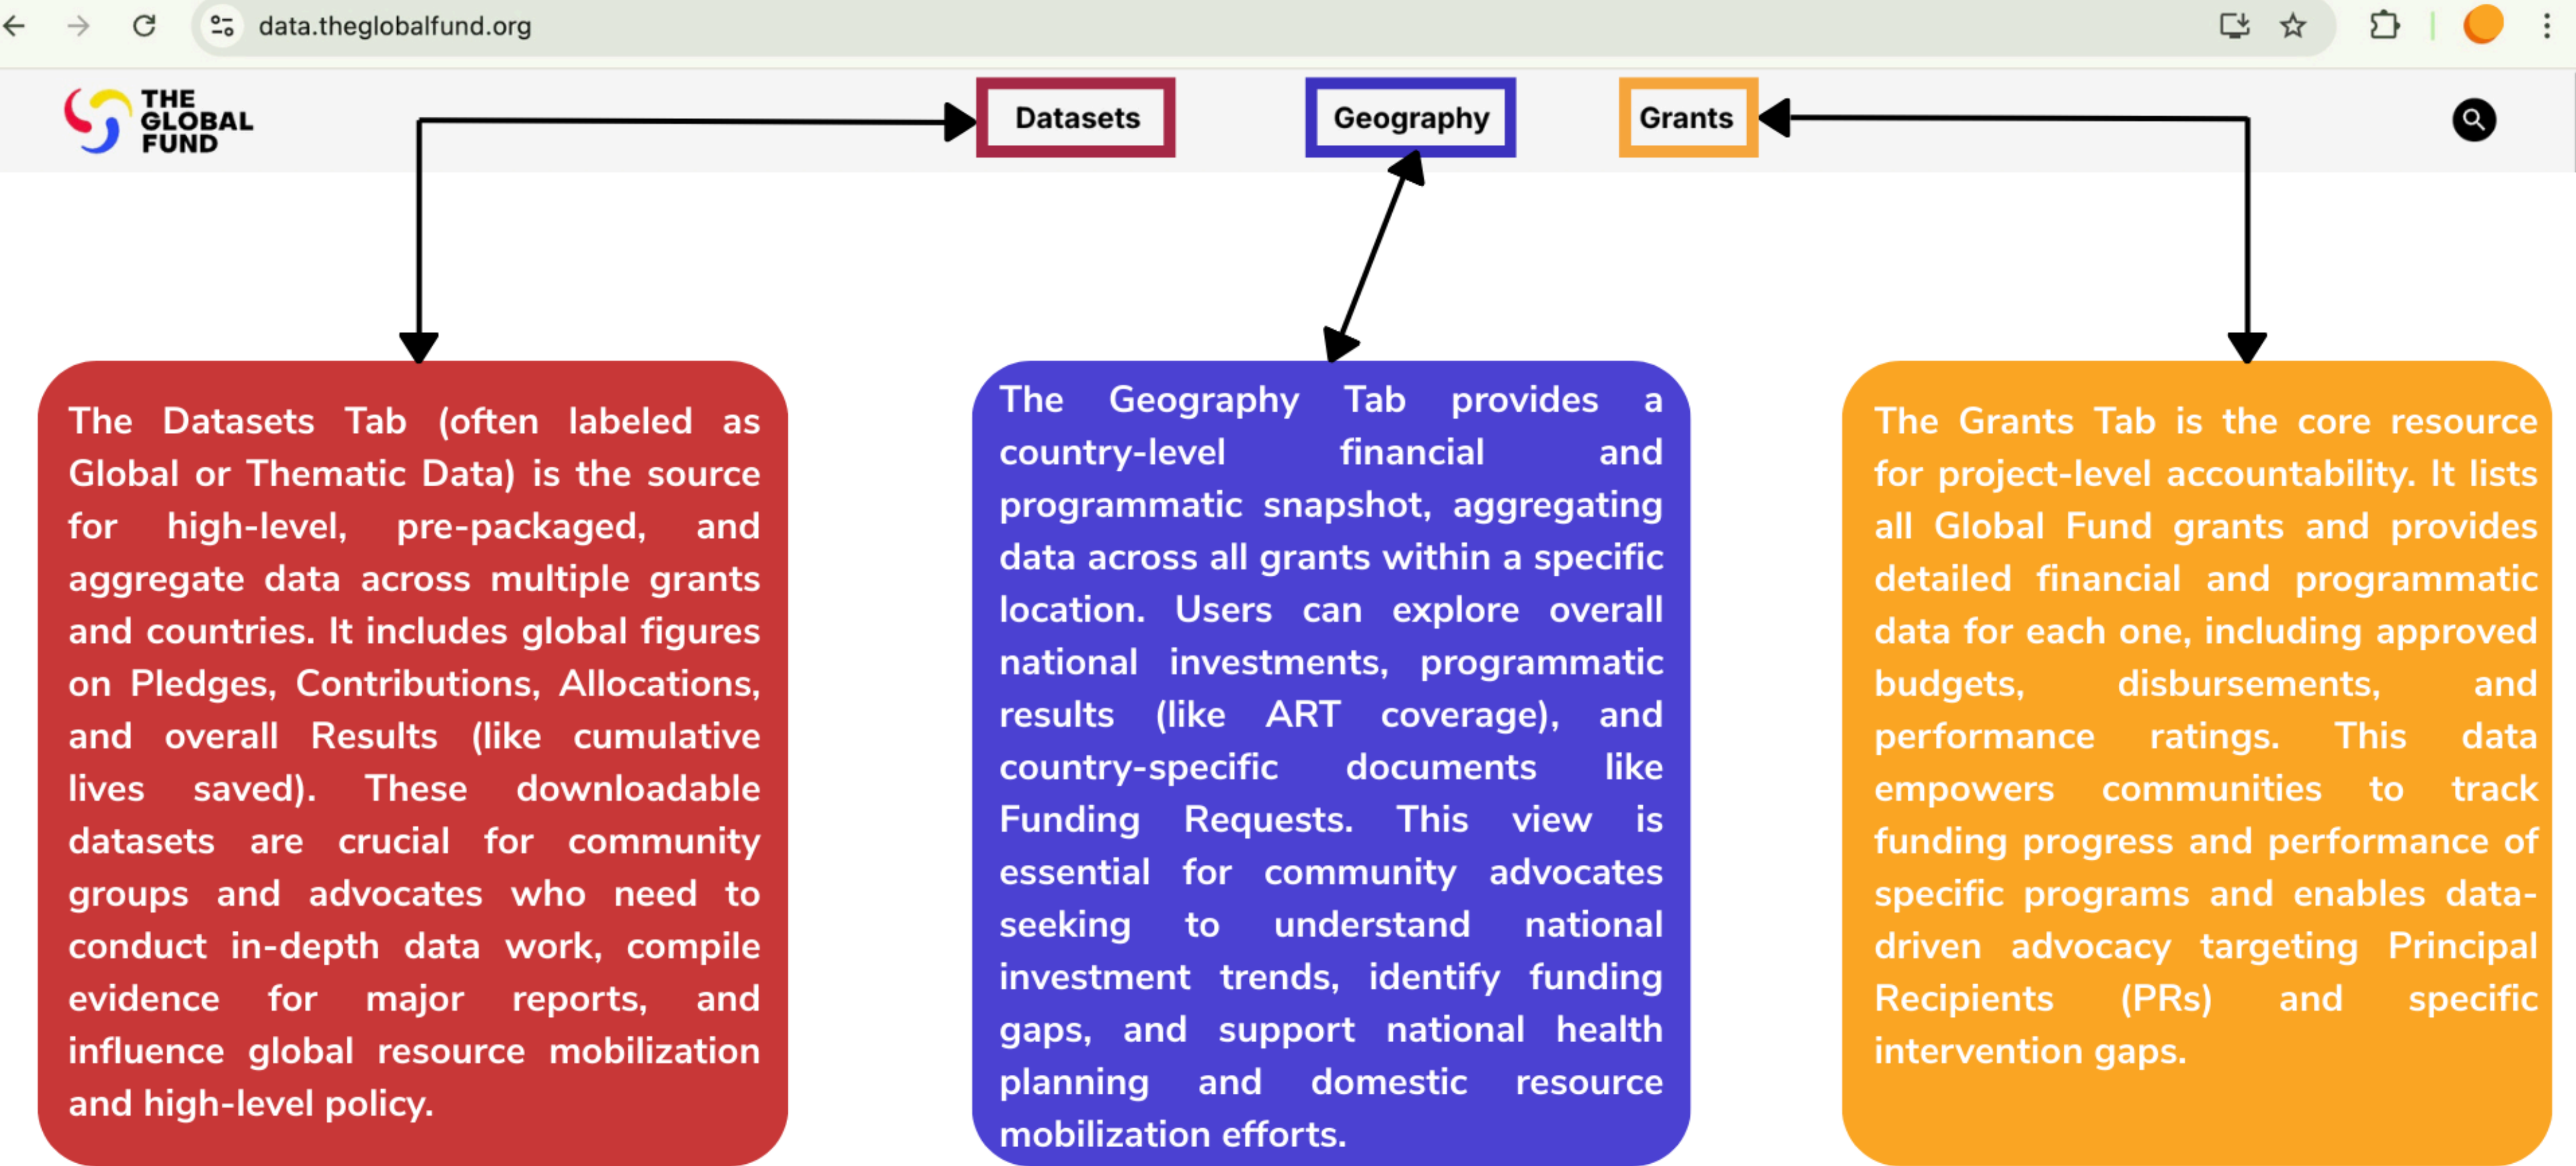 data.theglobalfund.org
THE
GLOBAL
FUND
Datasets
Geography
Grants
The Datasets Tab (often labeled as
Global or Thematic Data) is the source
for high-level, pre-packaged, and
aggregate data across multiple grants
and countries. It includes global figures
on Pledges, Contributions, Allocations,
and overall Results (like cumulative
lives saved). These downloadable
datasets are crucial for community
groups and advocates who need to
conduct in-depth data work, compile
evidence for major reports, and
influence global resource mobilization
and high-level policy.
The Geography Tab provides a
country-level financial and
programmatic snapshot, aggregating
data across all grants within a specific
location. Users can explore overall
national investments, programmatic
results (like ART coverage), and
country-specific documents like
Funding Requests. This view is
essential for community advocates
seeking to understand national
investment trends, identify funding
gaps, and support national health
planning and domestic resource
mobilization efforts.
The Grants Tab is the core resource
for project-level accountability. It lists
all Global Fund grants and provides
detailed financial and programmatic
data for each one, including approved
budgets, disbursements, and
performance ratings. This data
empowers communities to track
funding progress and performance of
specific programs and enables data-
driven advocacy targeting Principal
Recipients (PRs) and specific
intervention gaps.